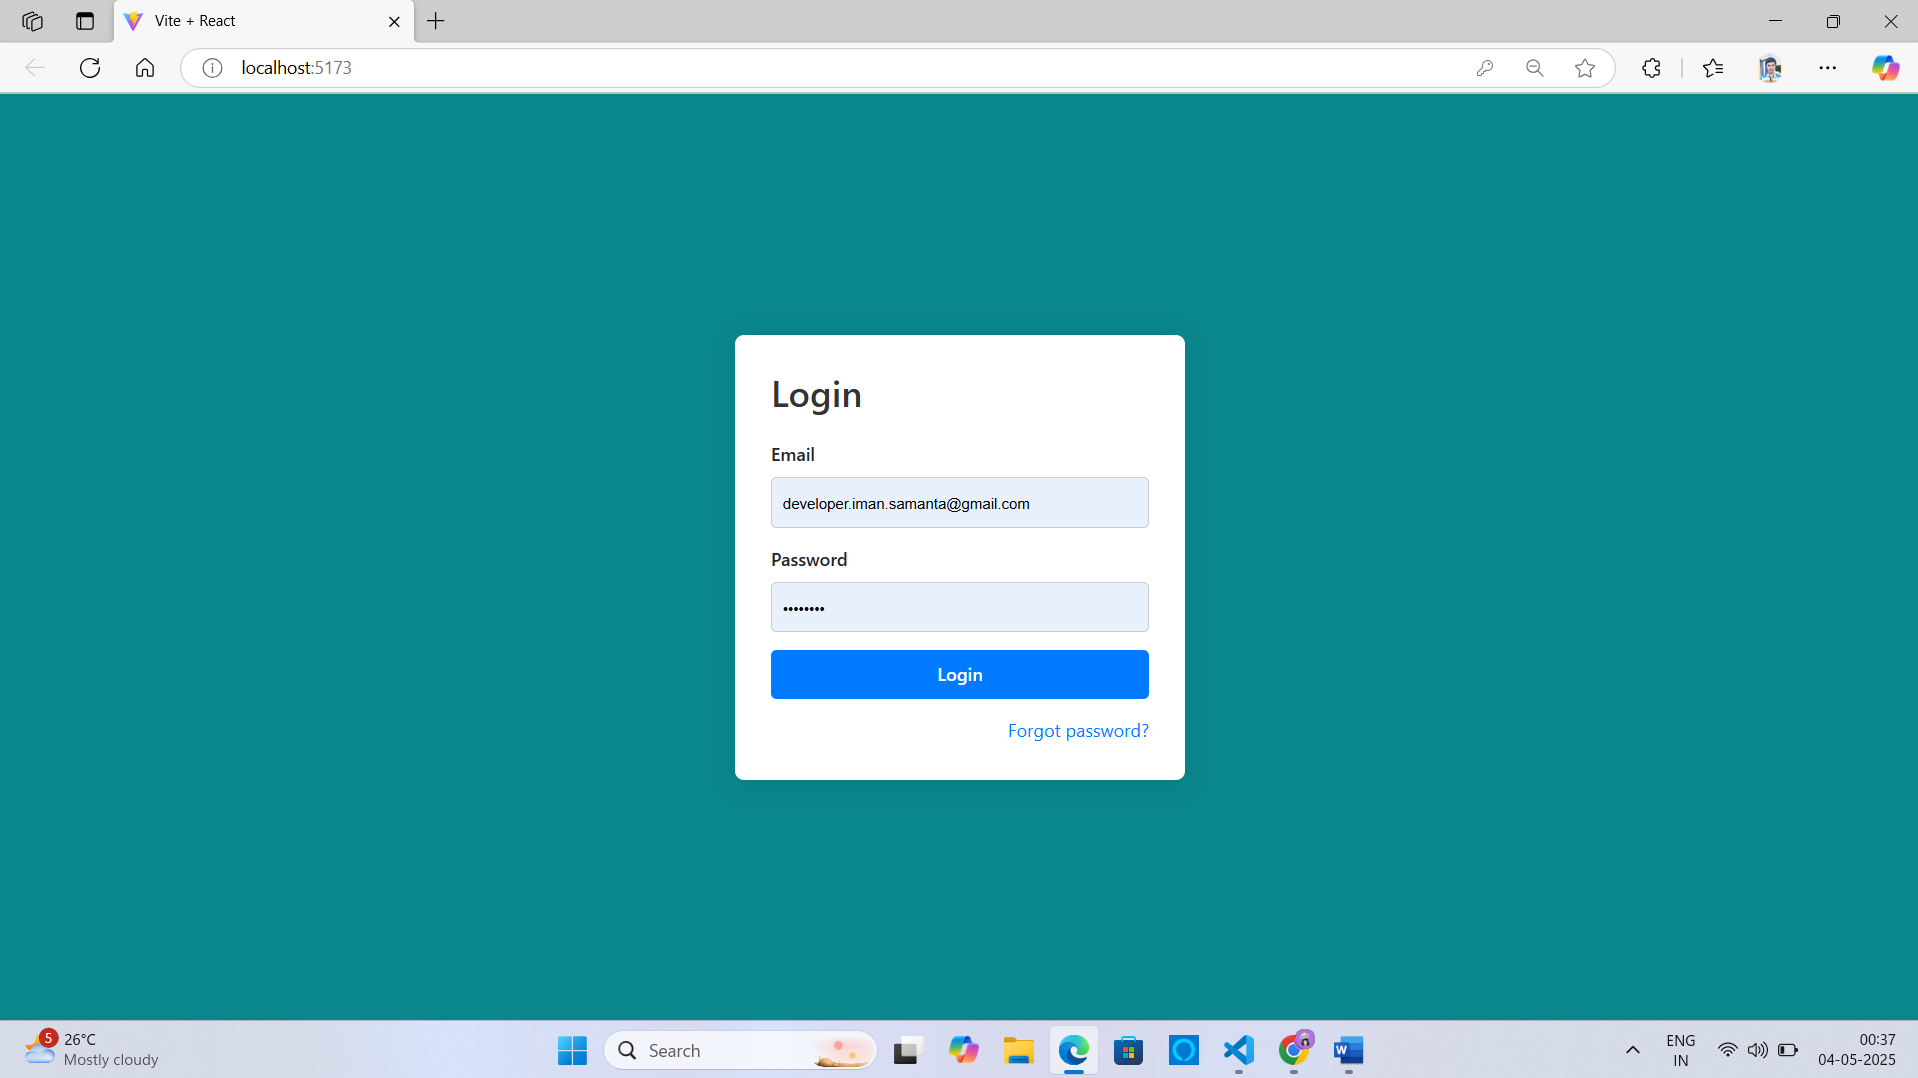 Vite + React
localhost:5173
Login
Email
developer.iman.samanta@gmail.com
Password
••••••••
Login
Forgot password?
5
26°C
Mostly cloudy
Search
W
ENG
IN
00:37
04-05-2025